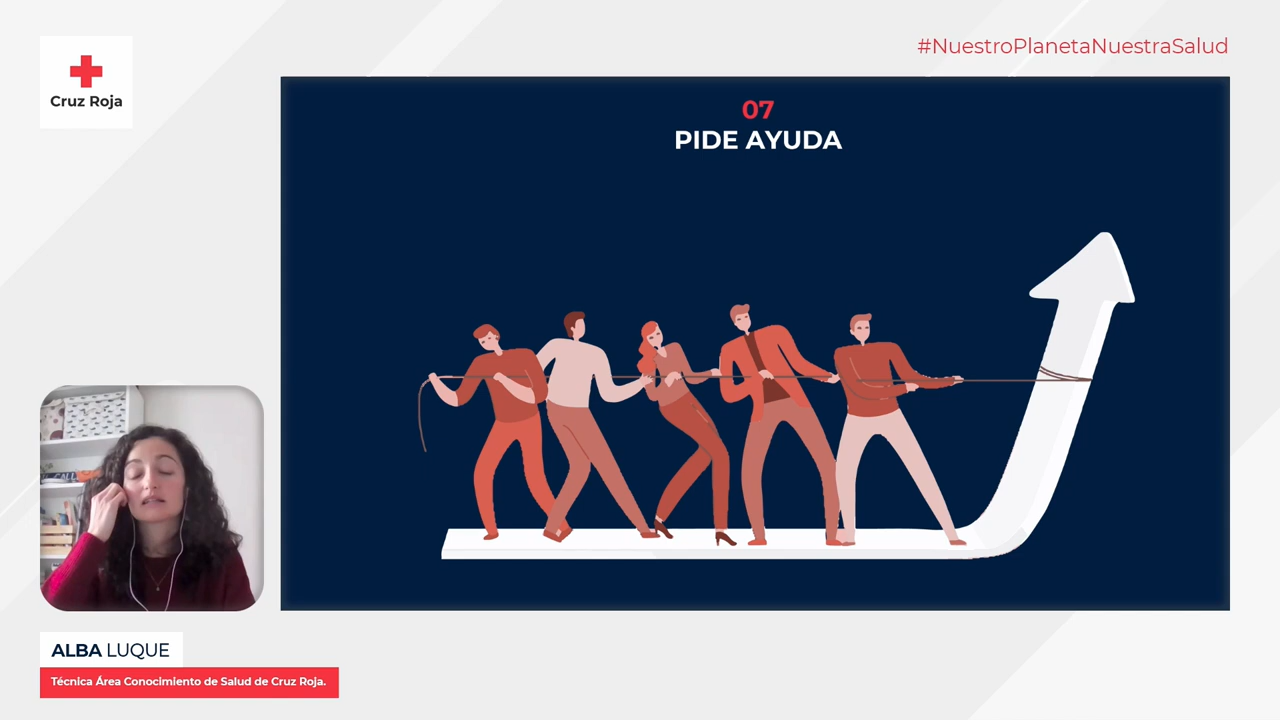 Cruz Roja
#NuestroPlanetaNuestraSalud
07
PIDE AYUDA
ALBA LUQUE
Técnica Área Conocimiento de Salud de Cruz Roja.